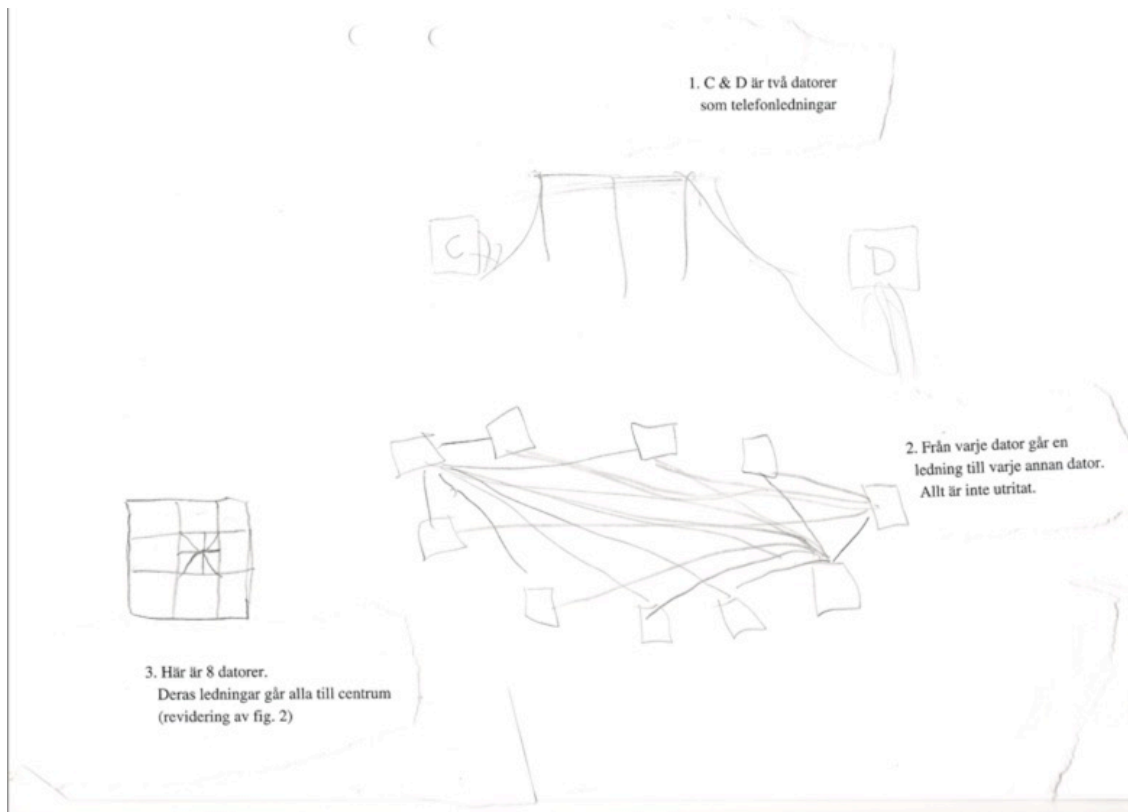 1. C & D är två datorer
som telefonledningar
C
D
2. Från varje dator går en
ledning till varje annan dator.
Allt är inte utritat.
3. Här är 8 datorer.
Deras ledningar går alla till centrum
(revidering av fig. 2)